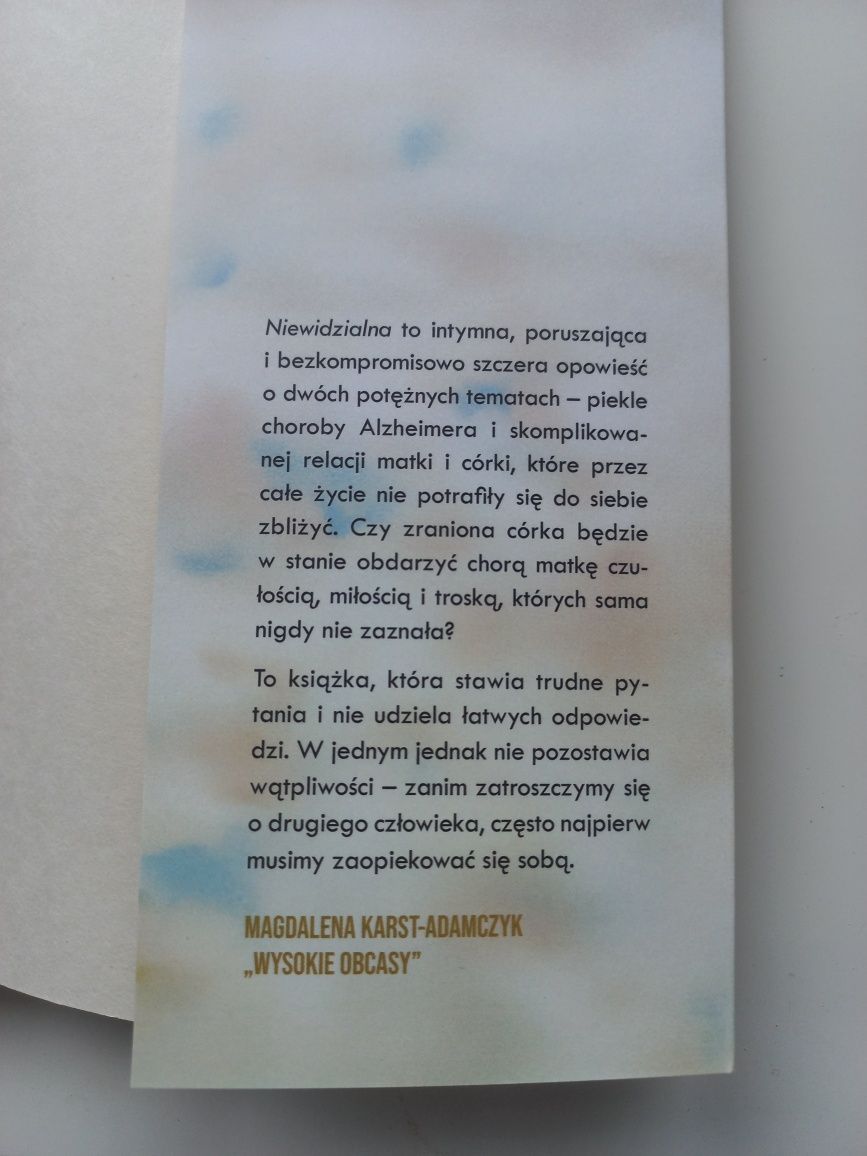 Niewidzialna to intymna, poruszająca
i bezkompromisowo szczera opowieść
o dwóch potężnych tematach – piekle
choroby Alzheimera i skomplikowa-
nej relacji matki i córki, które przez
całe życie nie potrafiły się do siebie
zbliżyć. Czy zraniona córka będzie
w stanie obdarzyć chorą matkę czu-
łością, miłością i troską, których sama
nigdy nie zaznała?
To książka, która stawia trudne py-
tania i nie udziela łatwych odpowie-
dzi. W jednym jednak nie pozostawia
wątpliwości – zanim zatroszczymy się
o drugiego człowieka, często najpierw
musimy zaopiekować się sobą.
MAGDALENA KARST-ADAMCZYK
„WYSOKIE OBCASY”